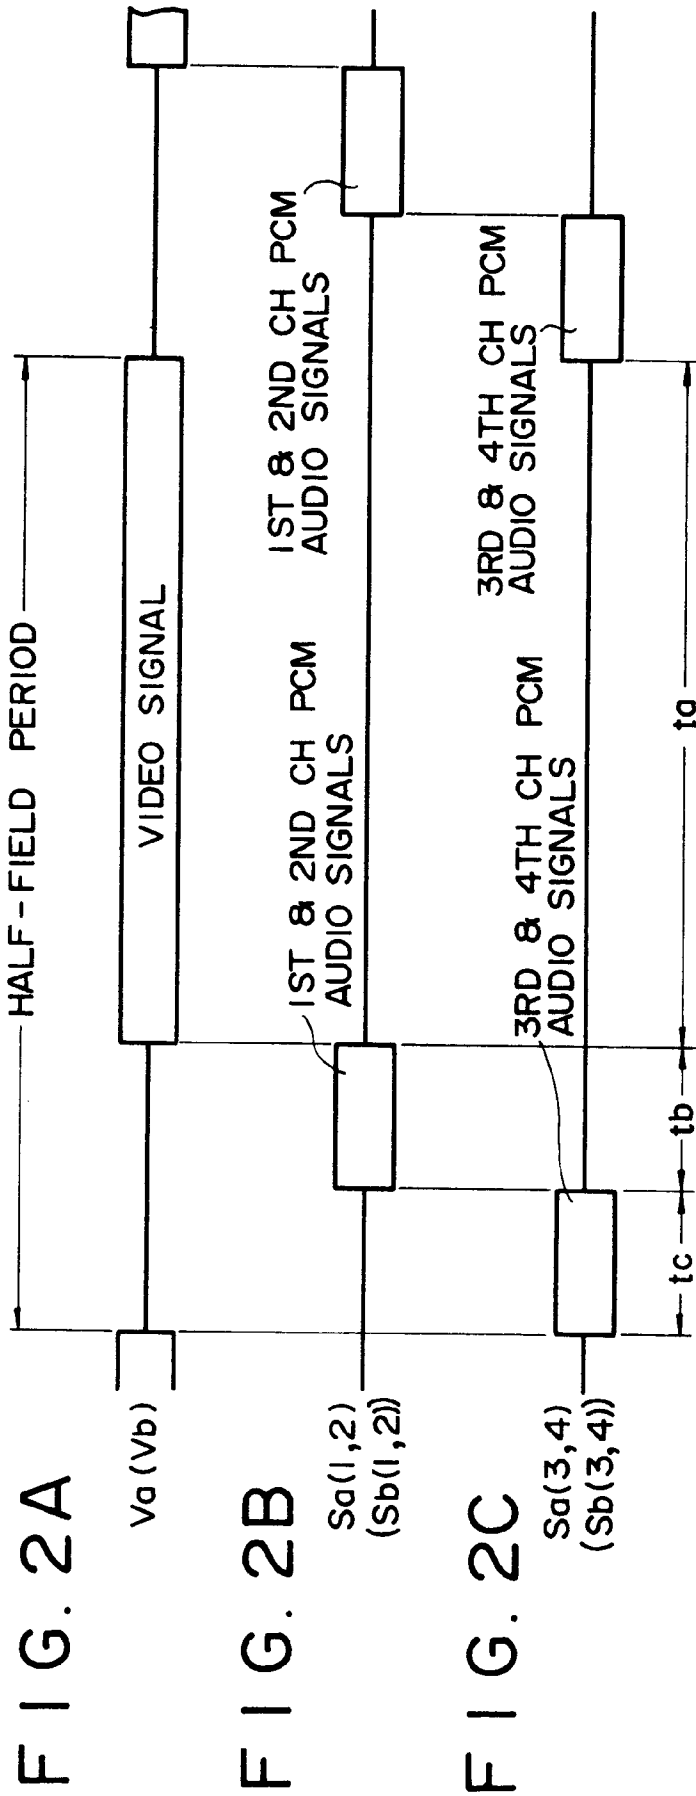 FIG. 2A
HALF-FIELD PERIOD
Va(Vb)
VIDEO SIGNAL
FIG. 2B
Sa(1,2)
(Sb(1,2))
1ST & 2ND CH PCM
AUDIO SIGNALS
1ST & 2ND CH PCM
AUDIO SIGNALS
FIG. 2C
Sa(3,4)
(Sb(3,4))
3RD & 4TH CH PCM
AUDIO SIGNALS
3RD & 4TH CH PCM
AUDIO SIGNALS
tc
tb
ta